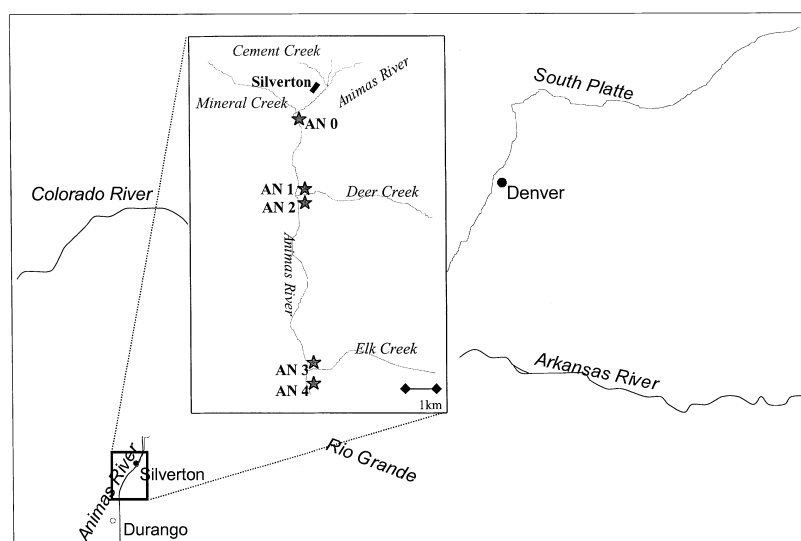 Cement Creek
Silverton
Animas River
Mineral Creek
AN 0
South Platte
Denver
Colorado River
AN 1
Deer Creek
AN 2
Animas River
Elk Creek
AN 3
AN 4
1km
Arkansas River
Rio Grande
Animas River
Silverton
Durango